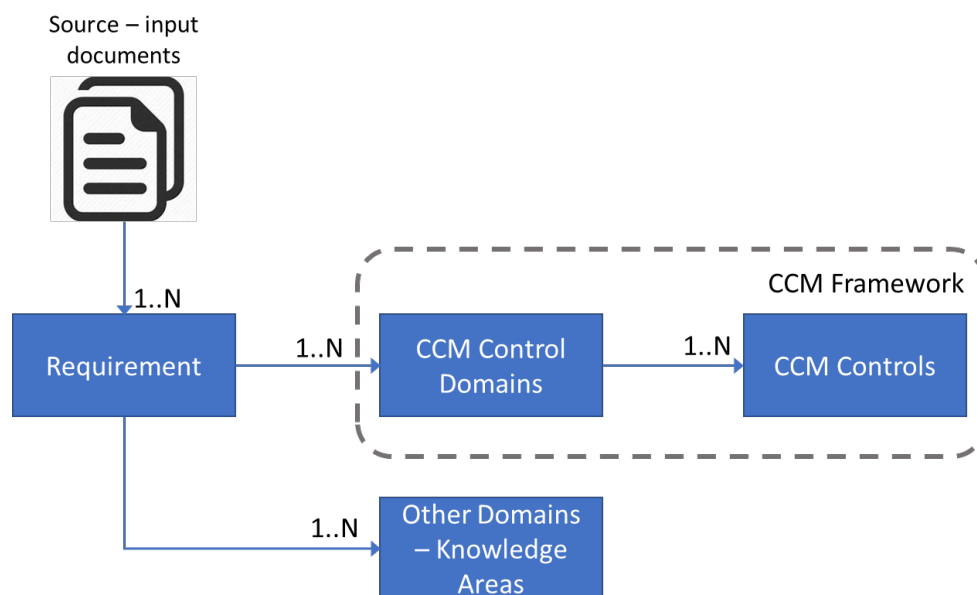 Source – input
documents
1..N
CCM Framework
Requirement
1..N
CCM Control
Domains
1..N
CCM Controls
1..N
Other Domains
– Knowledge
Areas